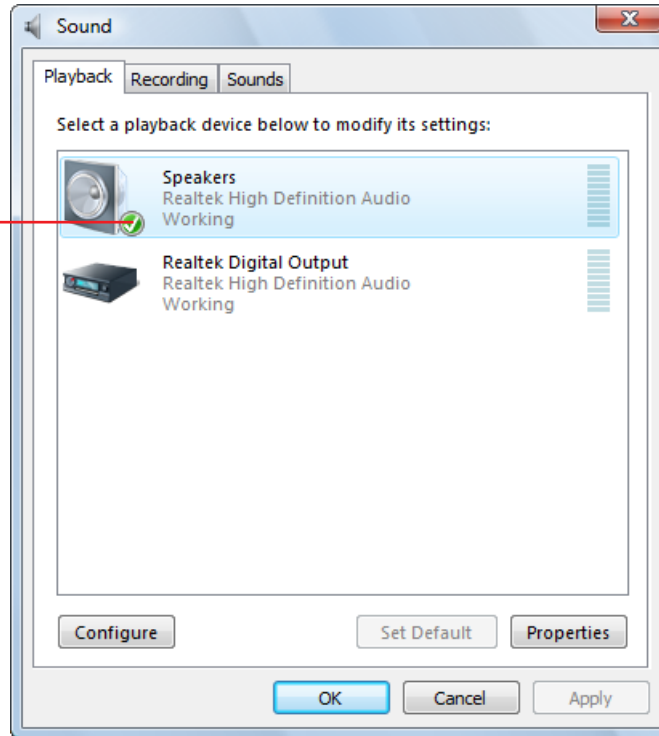 Sound
Playback Recording Sounds
Select a playback device below to modify its settings:
Speakers
Realtek High Definition Audio
Working
Realtek Digital Output
Realtek High Definition Audio
Working
Configure Set Default Properties
OK Cancel Apply